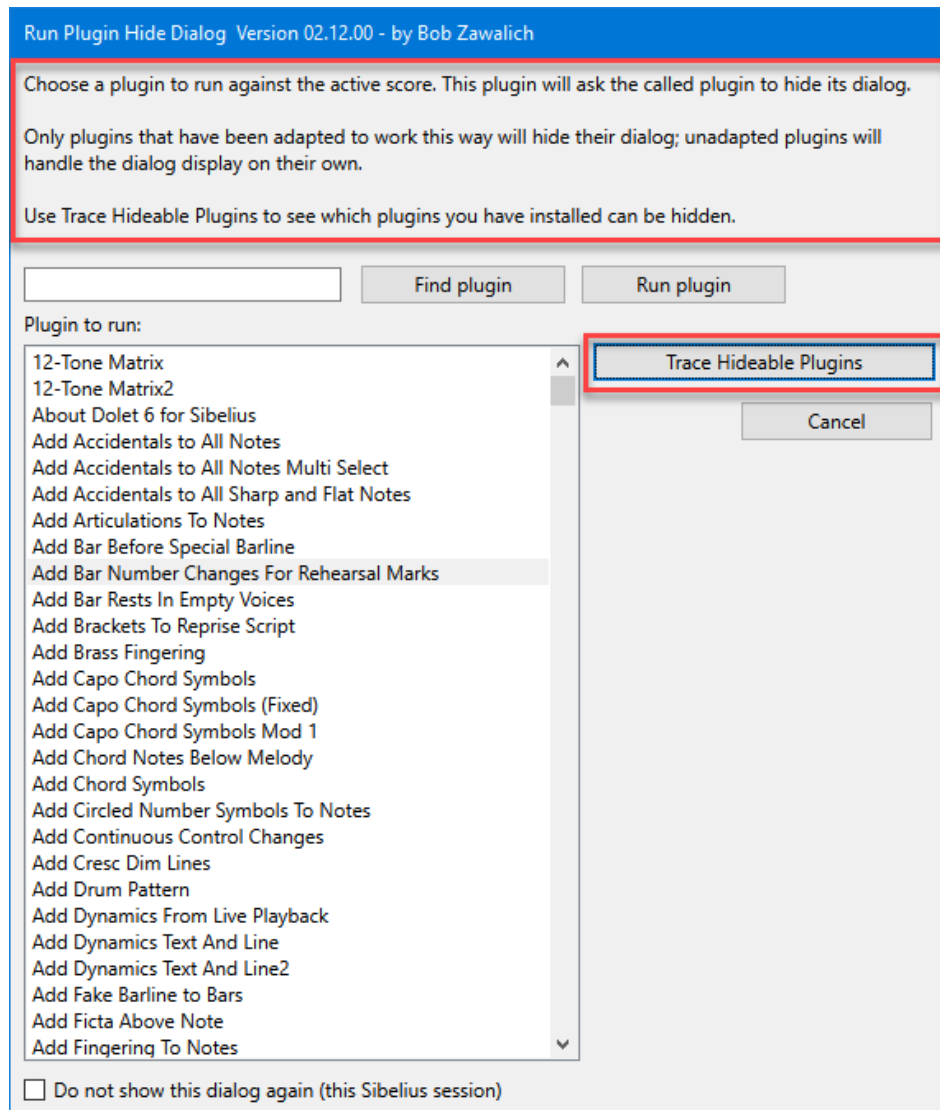 Run Plugin Hide Dialog Version 02.12.00 - by Bob Zawalich
Choose a plugin to run against the active score. This plugin will ask the called plugin to hide its dialog.
Only plugins that have been adapted to work this way will hide their dialog; unadapted plugins will
handle the dialog display on their own.
Use Trace Hideable Plugins to see which plugins you have installed can be hidden.
Find plugin
Run plugin
Plugin to run:
12-Tone Matrix
12-Tone Matrix2
About Dolet 6 for Sibelius
Add Accidentals to All Notes
Add Accidentals to All Notes Multi Select
Add Accidentals to All Sharp and Flat Notes
Add Articulations To Notes
Add Bar Before Special Barline
Add Bar Number Changes For Rehearsal Marks
Add Bar Rests In Empty Voices
Add Brackets To Reprise Script
Add Brass Fingering
Add Capo Chord Symbols
Add Capo Chord Symbols (Fixed)
Add Capo Chord Symbols Mod 1
Add Chord Notes Below Melody
Add Chord Symbols
Add Circled Number Symbols To Notes
Add Continuous Control Changes
Add Cresc Dim Lines
Add Drum Pattern
Add Dynamics From Live Playback
Add Dynamics Text And Line
Add Dynamics Text And Line2
Add Fake Barline to Bars
Add Ficta Above Note
Add Fingering To Notes
Trace Hideable Plugins
Cancel
Do not show this dialog again (this Sibelius session)